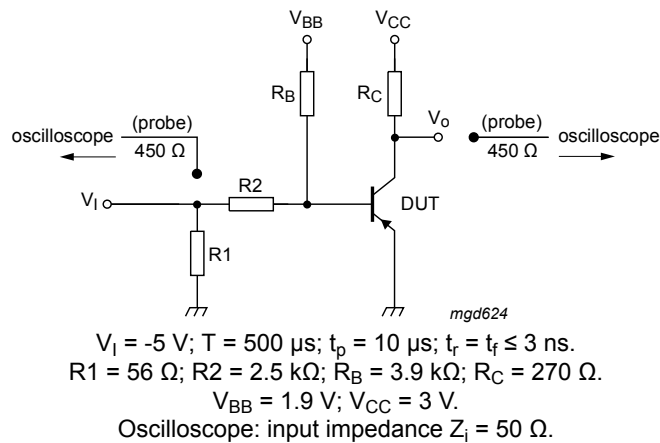 V_BB V_CC
R_B R_C
(probe) V_o (probe)
oscilloscope 450 Ω 450 Ω oscilloscope
R2
V_I DUT
R1
mgd624
V_I = -5 V; T = 500 µs; t_p = 10 µs; t_r = t_f ≤ 3 ns.
R1 = 56 Ω; R2 = 2.5 kΩ; R_B = 3.9 kΩ; R_C = 270 Ω.
V_BB = 1.9 V; V_CC = 3 V.
Oscilloscope: input impedance Z_i = 50 Ω.